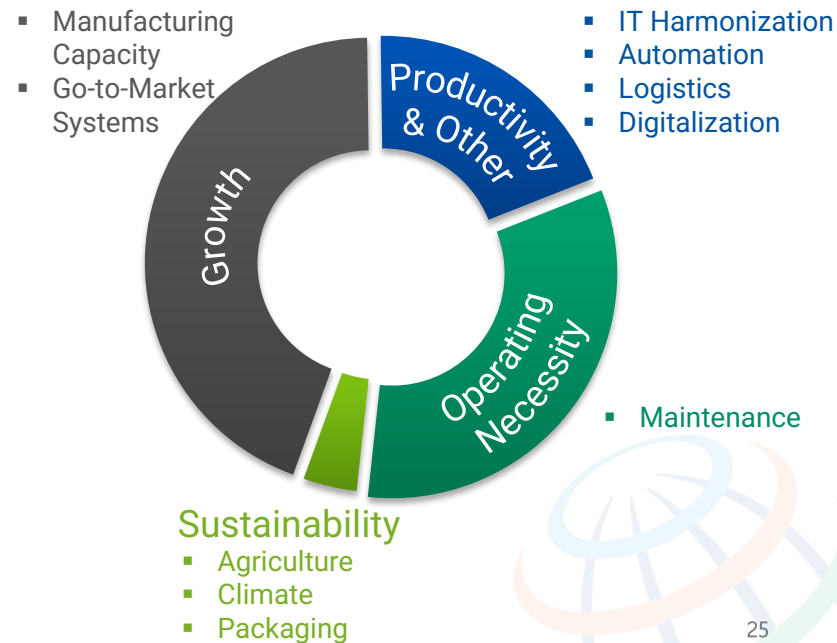 ▪ Manufacturing
Capacity
▪ Go-to-Market
Systems
▪ IT Harmonization
▪ Automation
▪ Logistics
▪ Digitalization
Productivity
& Other
Growth
Operating
Necessity
▪ Maintenance
Sustainability
▪ Agriculture
▪ Climate
▪ Packaging
25